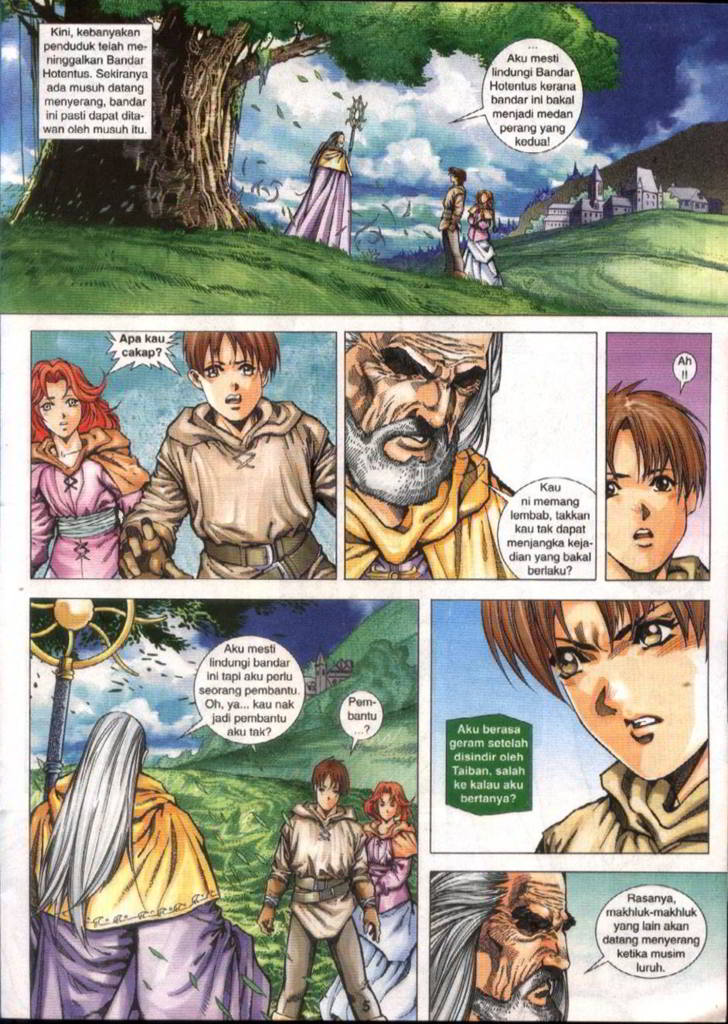 Kini, kebanyakan
penduduk telah me-
ninggalkan Bandar
Hotentus. Sekiranya
ada musuh datang
menyerang, bandar
ini pasti dapat dita-
wan oleh musuh itu.
...
Aku mesti
lindungi Bandar
Hotentus kerana
bandar ini bakal
menjadi medan
perang yang
kedua!
Apa kau
cakap?
Kau
ni memang
lembab, takkan
kau tak dapat
menjangka keja-
dian yang bakal
berlaku?
Ah
!!
Aku mesti
lindungi bandar
ini tapi aku perlu
seorang pembantu.
Oh, ya... kau nak
jadi pembantu
aku tak?
Pem-
bantu
...?
Aku berasa
geram setelah
disindir oleh
Taiban, salah
ke kalau aku
bertanya?
Rasanya,
makhluk-makhluk
yang lain akan
datang menyerang
ketika musim
luruh.
5